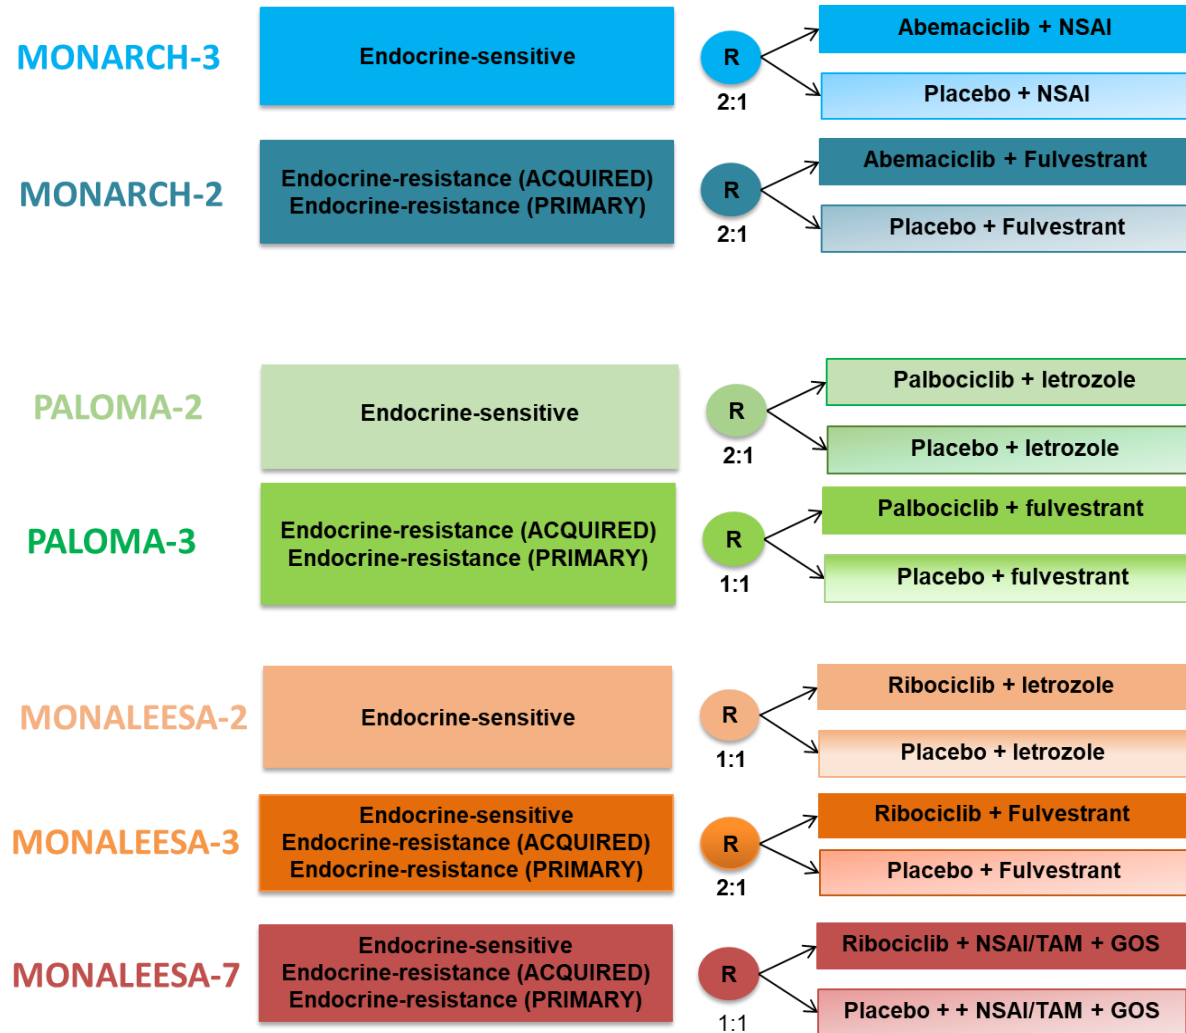 MONARCH-3
Endocrine-sensitive
R
2:1
Abemaciclib + NSAI
Placebo + NSAI
MONARCH-2
Endocrine-resistance (ACQUIRED)
Endocrine-resistance (PRIMARY)
R
2:1
Abemaciclib + Fulvestrant
Placebo + Fulvestrant
PALOMA-2
Endocrine-sensitive
R
2:1
Palbociclib + letrozole
Placebo + letrozole
PALOMA-3
Endocrine-resistance (ACQUIRED)
Endocrine-resistance (PRIMARY)
R
1:1
Palbociclib + fulvestrant
Placebo + fulvestrant
MONALEESA-2
Endocrine-sensitive
R
1:1
Ribociclib + letrozole
Placebo + letrozole
MONALEESA-3
Endocrine-sensitive
Endocrine-resistance (ACQUIRED)
Endocrine-resistance (PRIMARY)
R
2:1
Ribociclib + Fulvestrant
Placebo + Fulvestrant
MONALEESA-7
Endocrine-sensitive
Endocrine-resistance (ACQUIRED)
Endocrine-resistance (PRIMARY)
R
1:1
Ribociclib + NSAI/TAM + GOS
Placebo + + NSAI/TAM + GOS